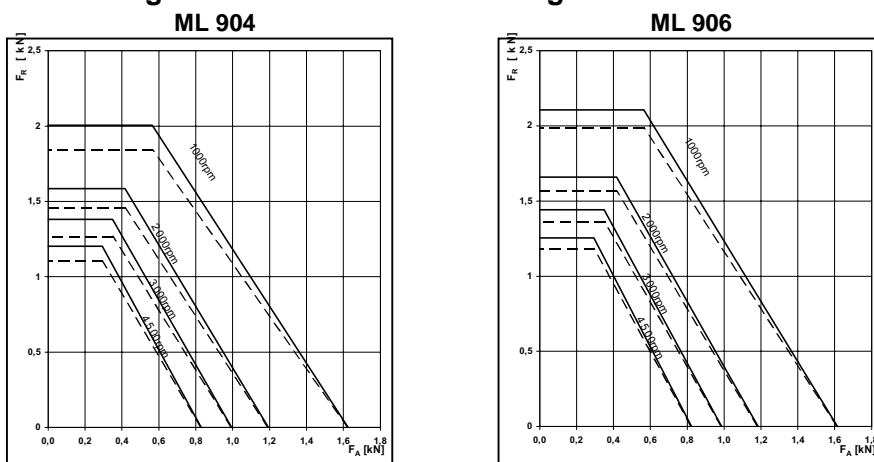 ML 904
F_R [kN]
2,5
2
1,5
1
0,5
0
0,0 0,2 0,4 0,6 0,8 1,0 1,2 1,4 1,6 1,8
F_A [kN]
1000rpm
2000rpm
3000rpm
4500rpm
ML 906
F_R [kN]
2,5
2
1,5
1
0,5
0
0,0 0,2 0,4 0,6 0,8 1,0 1,2 1,4 1,6 1,8
F_A [kN]
1000rpm
2000rpm
3000rpm
4500rpm